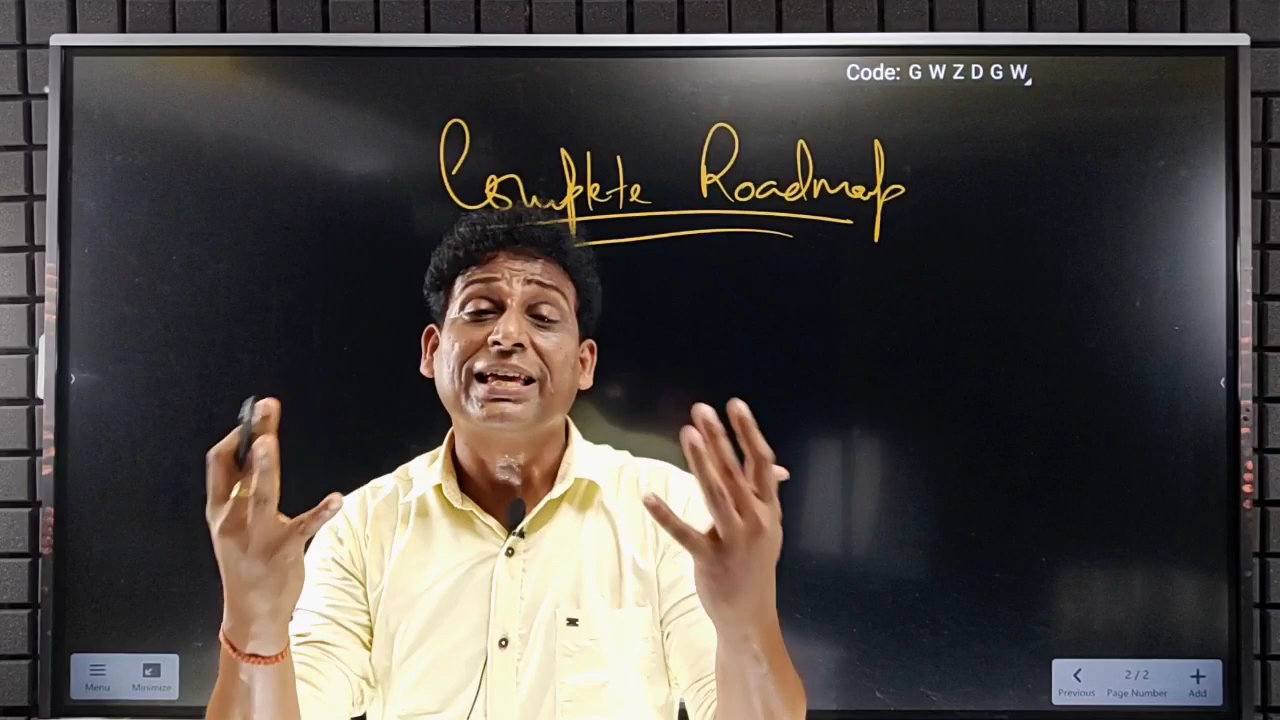 Code: G W Z D G W
Complete Roadmap
Menu
Minimize
2/2
Previous
Page Number
Add